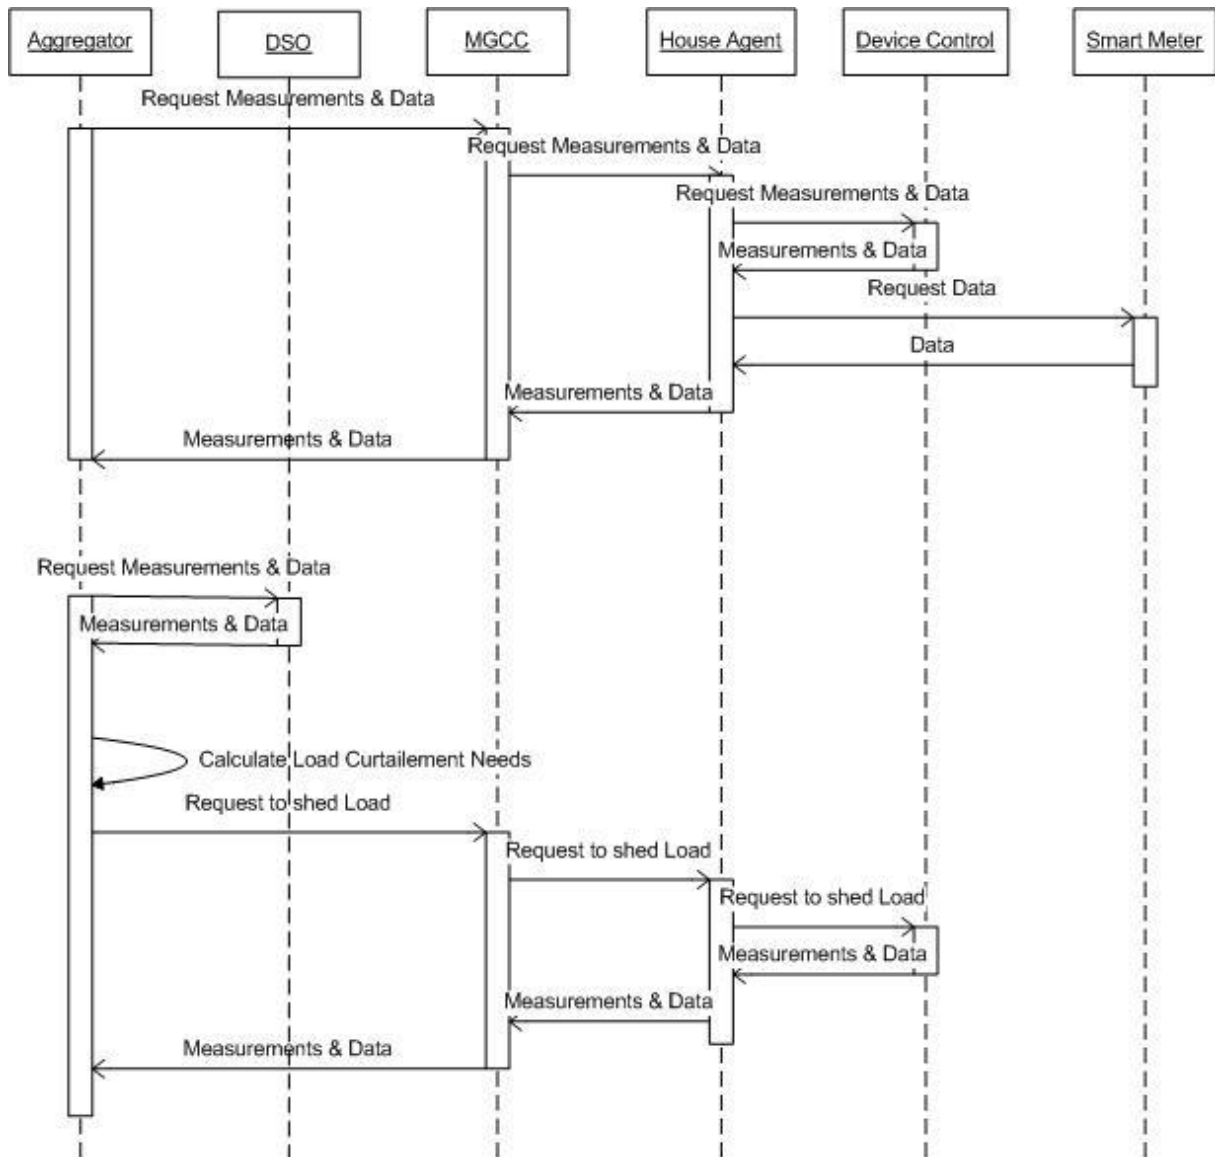 Aggregator
DSO
MGCC
House Agent
Device Control
Smart Meter
Request Measurements & Data
Request Measurements & Data
Request Measurements & Data
Measurements & Data
Request Data
Data
Measurements & Data
Measurements & Data
Request Measurements & Data
Measurements & Data
Calculate Load Curtailement Needs
Request to shed Load
Request to shed Load
Request to shed Load
Measurements & Data
Measurements & Data
Measurements & Data